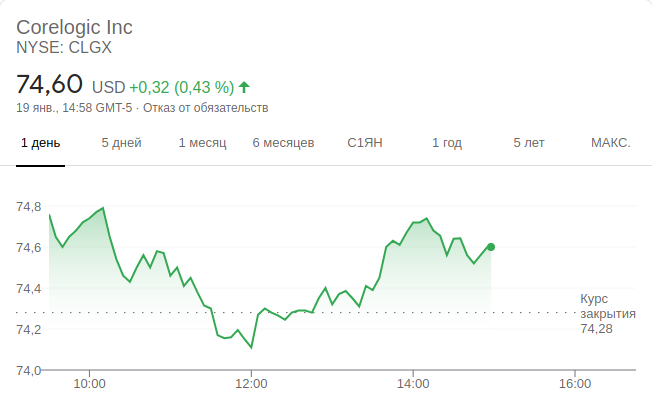 Corelogic Inc
NYSE: CLGX
74,60 USD +0,32 (0,43 %)
19 янв., 14:58 GMT-5 · Отказ от обязательств
1 день 5 дней 1 месяц 6 месяцев С1ЯН 1 год 5 лет МАКС.
74,8
74,6
74,4
Курс
закрытия
74,28
74,2
74,0
10:00 12:00 14:00 16:00